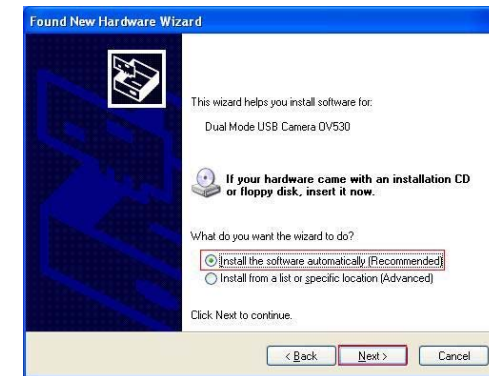 Found New Hardware Wizard
This wizard helps you install software for:
Dual Mode USB Camera OV530
If your hardware came with an installation CD
or floppy disk, insert it now.
What do you want the wizard to do?
Install the software automatically (Recommended)
Install from a list or specific location (Advanced)
Click Next to continue.
< Back Next > Cancel